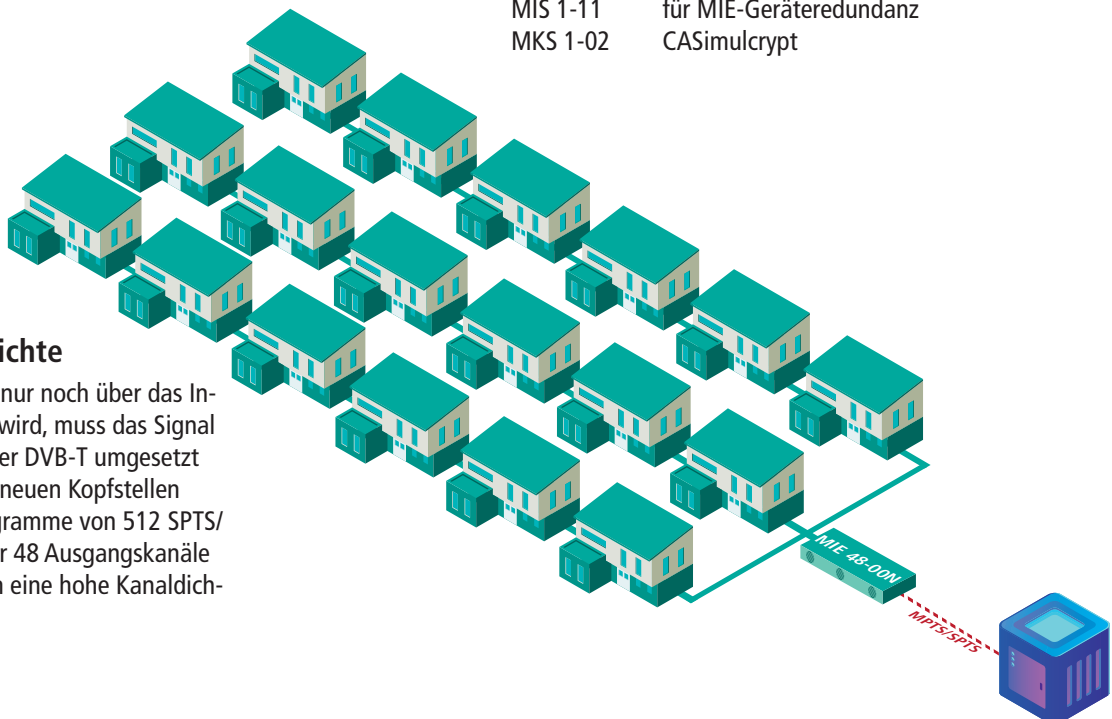 MIS 1-11 für MIE-Geräteredundanz
MKS 1-02 CASimulcrypt
ichte
nur noch über das In-
wird, muss das Signal
er DVB-T umgesetzt
neuen Kopfstellen
gramme von 512 SPTS/
r 48 Ausgangskanäle
n eine hohe Kanaldich-
MIE 48-00N
MPTS/SPTS